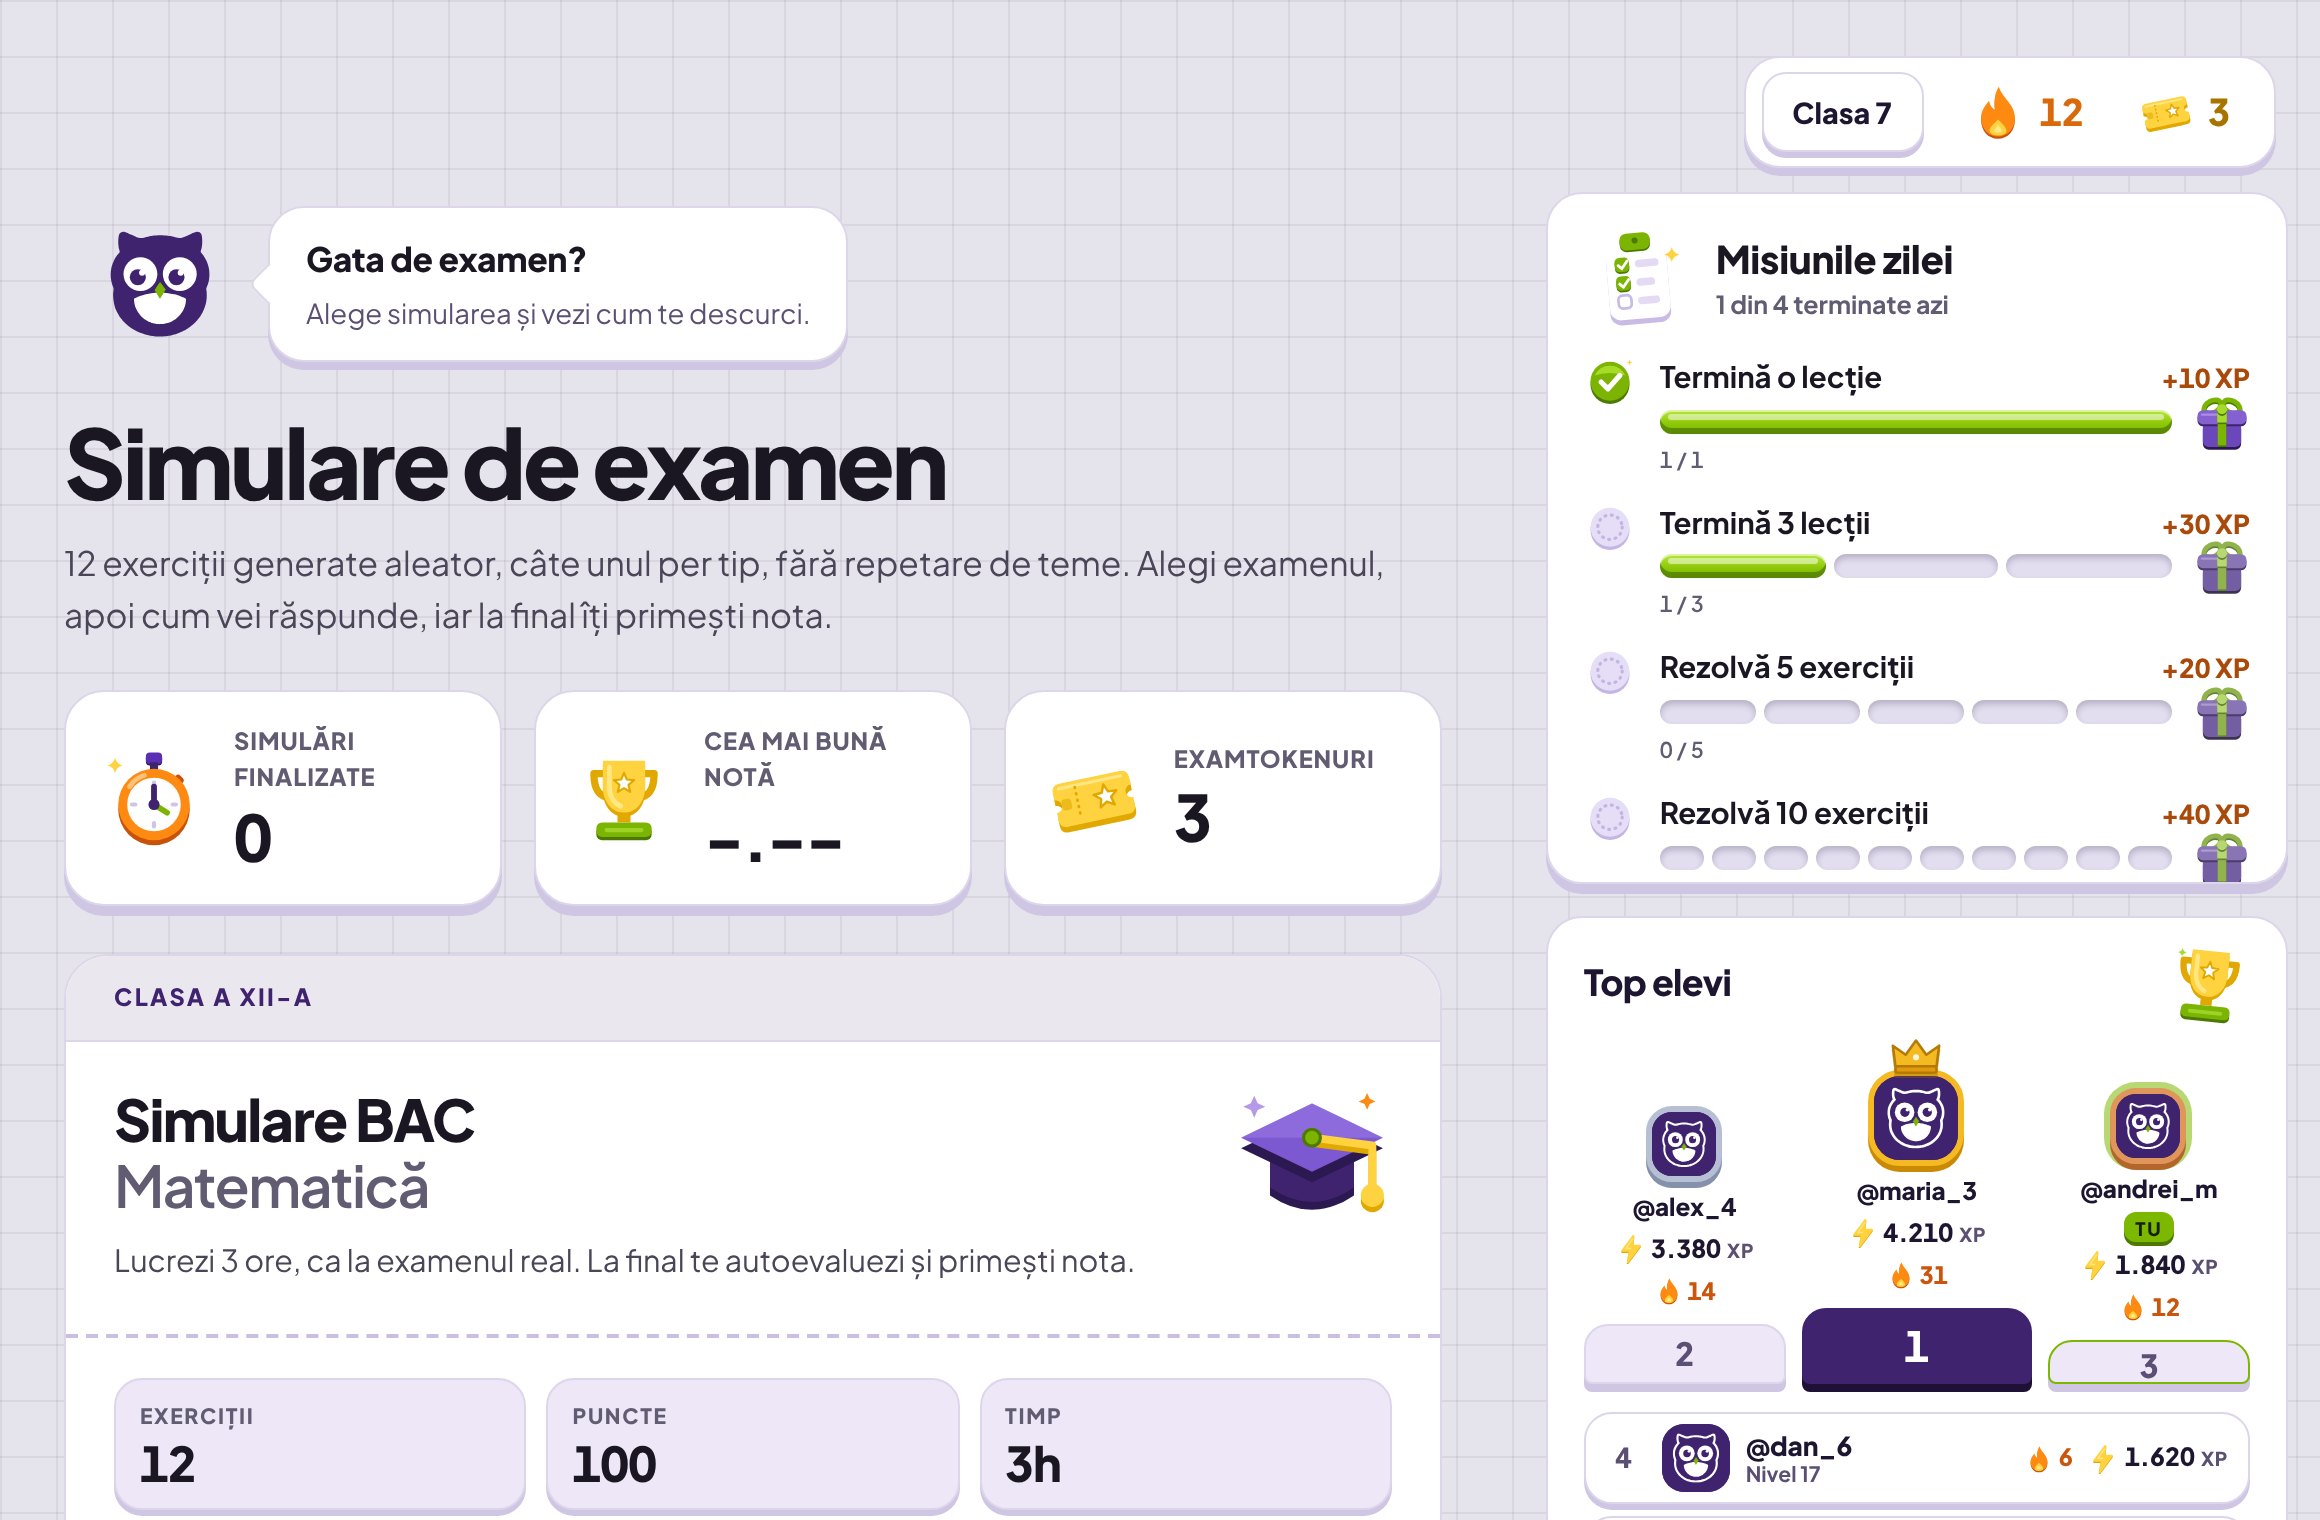 Clasa 7
12
3
Gata de examen?
Alege simularea și vezi cum te descurci.
Simulare de examen
12 exerciții generate aleator, câte unul per tip, fără repetare de teme. Alegi examenul,
apoi cum vei răspunde, iar la final îți primești nota.
SIMULĂRI
FINALIZATE
0
CEA MAI BUNĂ
NOTĂ
–.––
EXAMTOKENURI
3
CLASA A XII-A
Simulare BAC
Matematică
Lucrezi 3 ore, ca la examenul real. La final te autoevaluezi și primești nota.
EXERCIȚII
12
PUNCTE
100
TIMP
3h
Misiunile zilei
1 din 4 terminate azi
Termină o lecție
+10 XP
1 / 1
Termină 3 lecții
+30 XP
1 / 3
Rezolvă 5 exerciții
+20 XP
0 / 5
Rezolvă 10 exerciții
+40 XP
Top elevi
@alex_4
3.380 XP
14
2
@maria_3
4.210 XP
31
1
@andrei_m
TU
1.840 XP
12
3
4
@dan_6
Nivel 17
6
1.620 XP